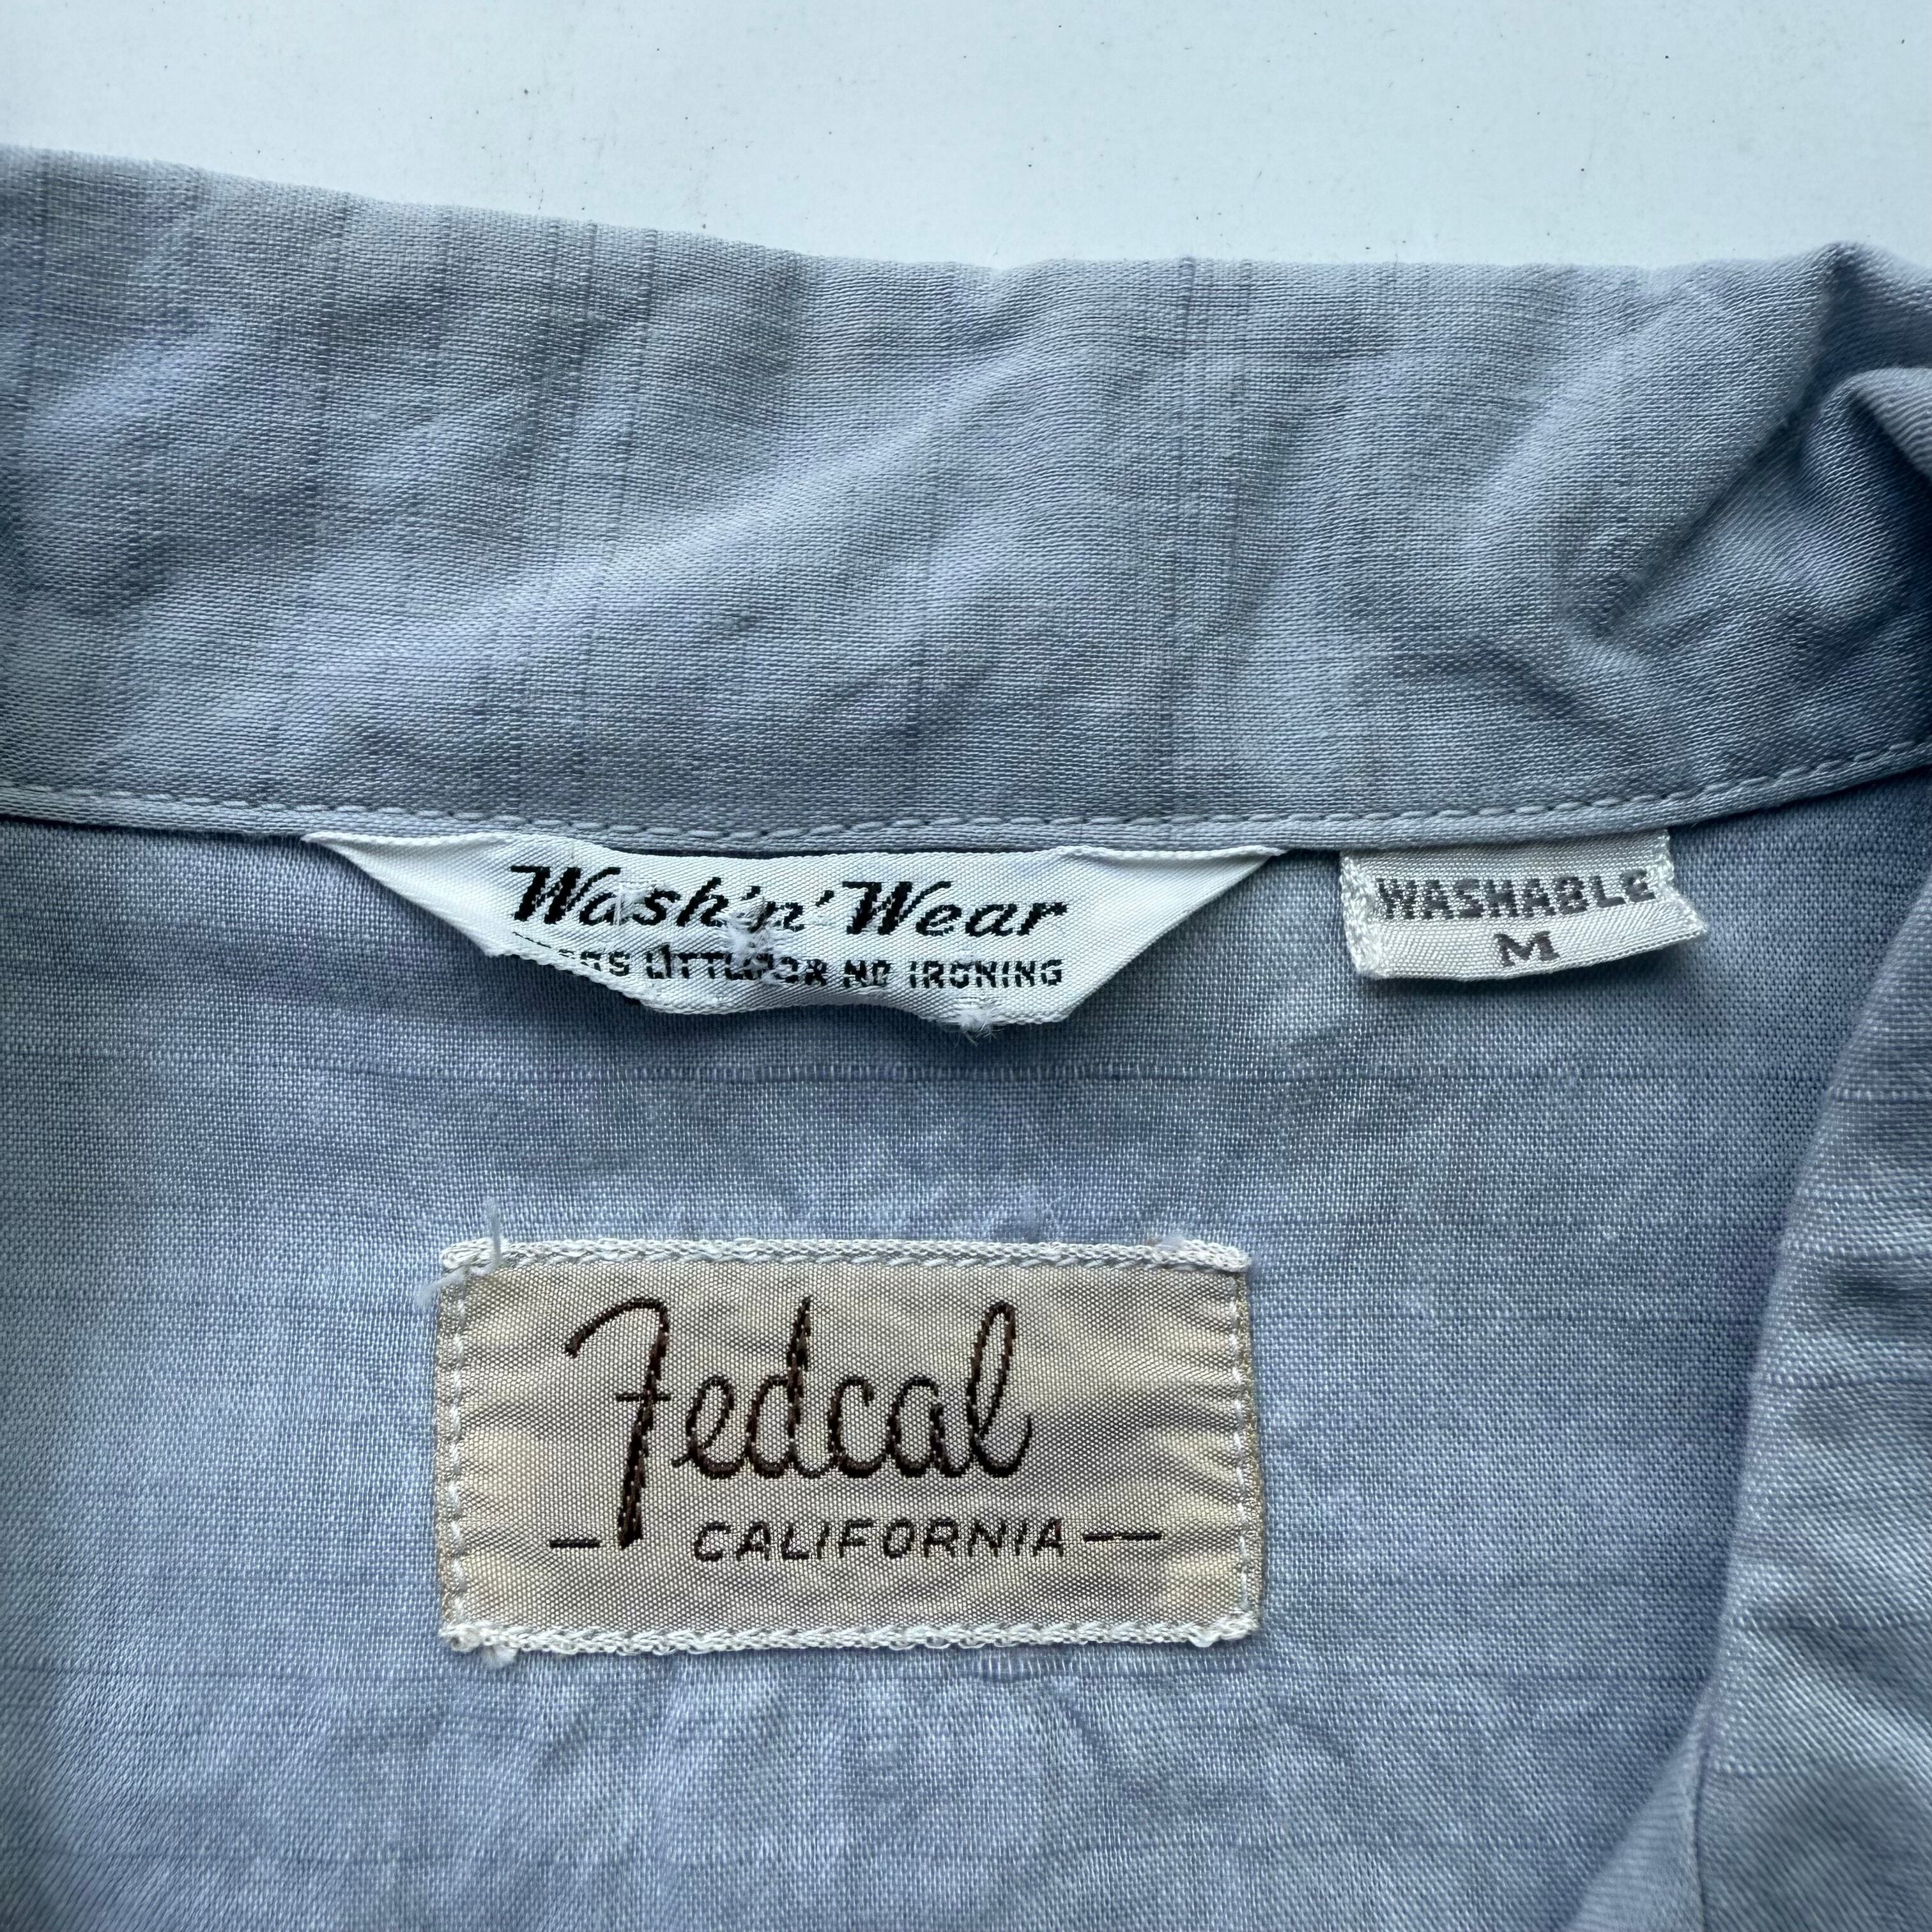 Wash'n'Wear
LITTLE OR NO IRONING
WASHABLE
M
Fedcal
CALIFORNIA